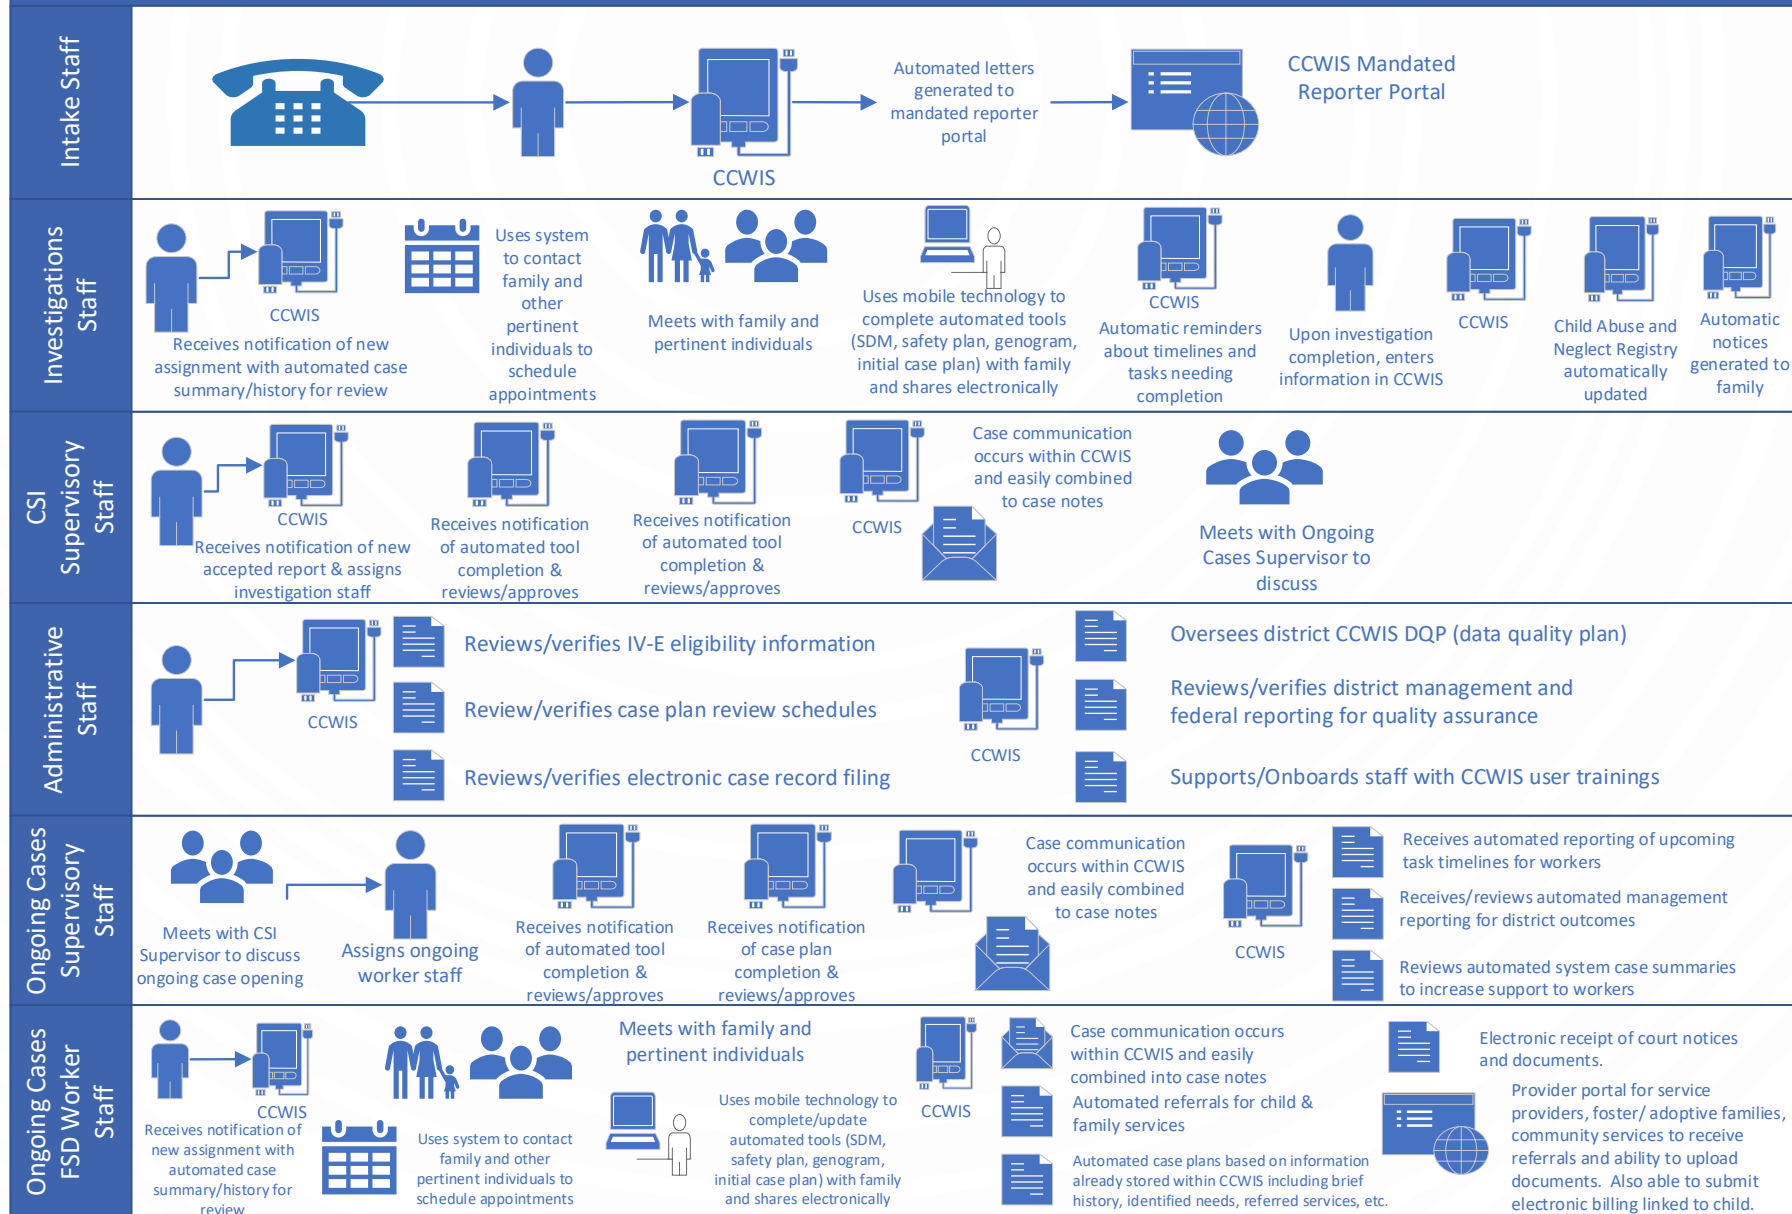 Intake Staff
CCWIS
Automated letters
generated to
mandated reporter
portal
CCWIS Mandated
Reporter Portal
Investigations
Staff
CCWIS
Receives notification of new
assignment with automated case
summary/history for review
Uses system
to contact
family and
other
pertinent
individuals to
schedule
appointments
Meets with family and
pertinent individuals
Uses mobile technology to
complete automated tools
(SDM, safety plan, genogram,
initial case plan) with family
and shares electronically
CCWIS
Automatic reminders
about timelines and
tasks needing
completion
Upon investigation
completion, enters
information in CCWIS
CCWIS
Child Abuse and
Neglect Registry
automatically
updated
Automatic
notices
generated to
family
CSI
Supervisory
Staff
CCWIS
Receives notification of new
accepted report & assigns
investigation staff
Receives notification
of automated tool
completion &
reviews/approves
Receives notification
of automated tool
completion &
reviews/approves
CCWIS
Case communication
occurs within CCWIS
and easily combined
to case notes
Meets with Ongoing
Cases Supervisor to
discuss
Administrative
Staff
CCWIS
Reviews/verifies IV-E eligibility information
Review/verifies case plan review schedules
Reviews/verifies electronic case record filing
CCWIS
Oversees district CCWIS DQP (data quality plan)
Reviews/verifies district management and
federal reporting for quality assurance
Supports/Onboards staff with CCWIS user trainings
Ongoing Cases
Supervisory
Staff
Meets with CSI
Supervisor to discuss
ongoing case opening
Assigns ongoing
worker staff
Receives notification
of automated tool
completion &
reviews/approves
Receives notification
of case plan
completion &
reviews/approves
Case communication
occurs within CCWIS
and easily combined
to case notes
CCWIS
Receives automated reporting of upcoming
task timelines for workers
Receives/reviews automated management
reporting for district outcomes
Reviews automated system case summaries
to increase support to workers
Ongoing Cases
FSD Worker
Staff
CCWIS
Receives notification of
new assignment with
automated case
summary/history for
review
Uses system to contact
family and other
pertinent individuals to
schedule appointments
Meets with family and
pertinent individuals
Uses mobile technology to
complete/update
automated tools (SDM,
safety plan, genogram,
initial case plan) with family
and shares electronically
CCWIS
Case communication occurs
within CCWIS and easily
combined into case notes
Automated referrals for child &
family services
Automated case plans based on information
already stored within CCWIS including brief
history, identified needs, referred services, etc.
Electronic receipt of court notices
and documents.
Provider portal for service
providers, foster/ adoptive families,
community services to receive
referrals and ability to upload
documents. Also able to submit
electronic billing linked to child.